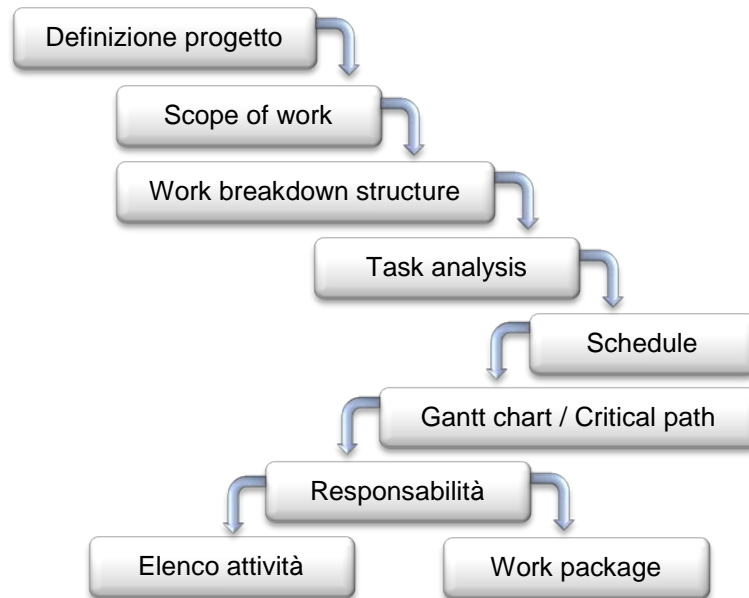 Definizione progetto
Scope of work
Work breakdown structure
Task analysis
Schedule
Gantt chart / Critical path
Responsabilità
Elenco attività
Work package